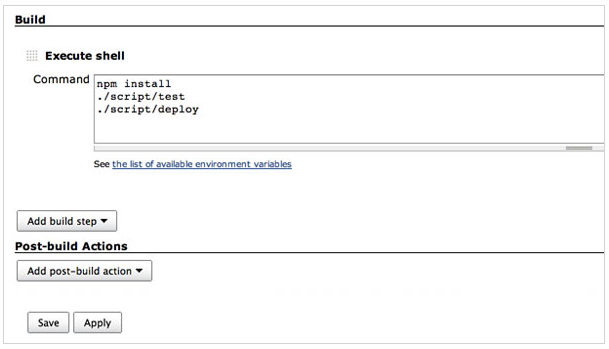 Build
Execute shell
Command
npm install
./script/test
./script/deploy
See the list of available environment variables
Add build step
Post-build Actions
Add post-build action
Save Apply